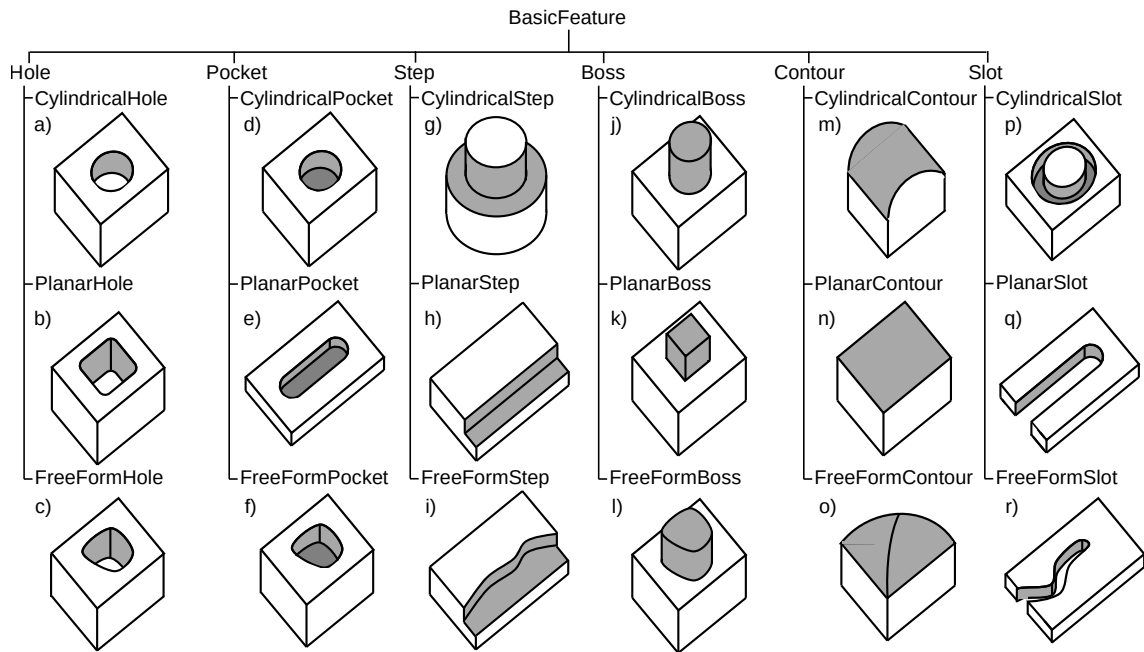 BasicFeature
Hole Pocket Step Boss Contour Slot
CylindricalHole CylindricalPocket CylindricalStep CylindricalBoss CylindricalContour CylindricalSlot
a) d) g) j) m) p)
PlanarHole PlanarPocket PlanarStep PlanarBoss PlanarContour PlanarSlot
b) e) h) k) n) q)
FreeFormHole FreeFormPocket FreeFormStep FreeFormBoss FreeFormContour FreeFormSlot
c) f) i) l) o) r)